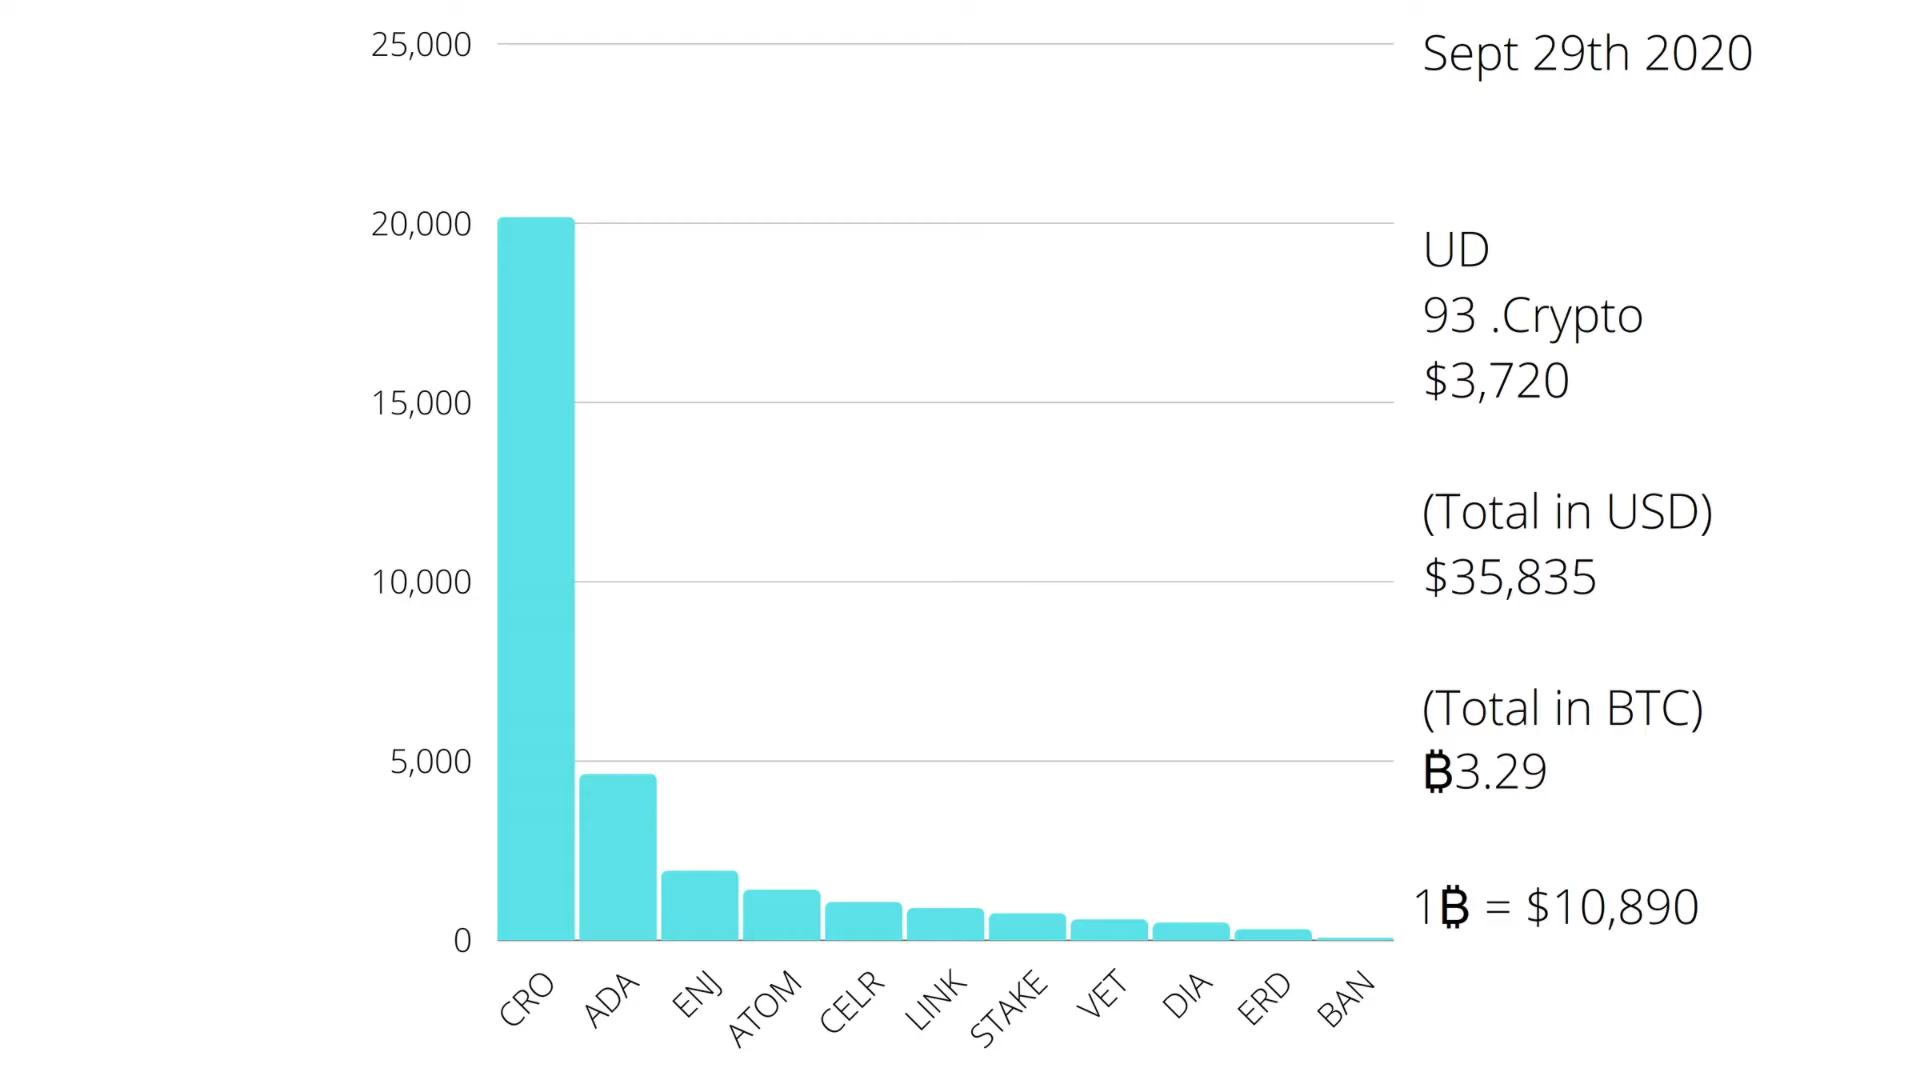 25,000
20,000
15,000
10,000
5,000
0
CRO
ADA
ENJ
ATOM
CELR
LINK
STAKE
VET
DIA
ERD
BAN
Sept 29th 2020
UD
93 .Crypto
$3,720
(Total in USD)
$35,835
(Total in BTC)
₿3.29
1₿ = $10,890